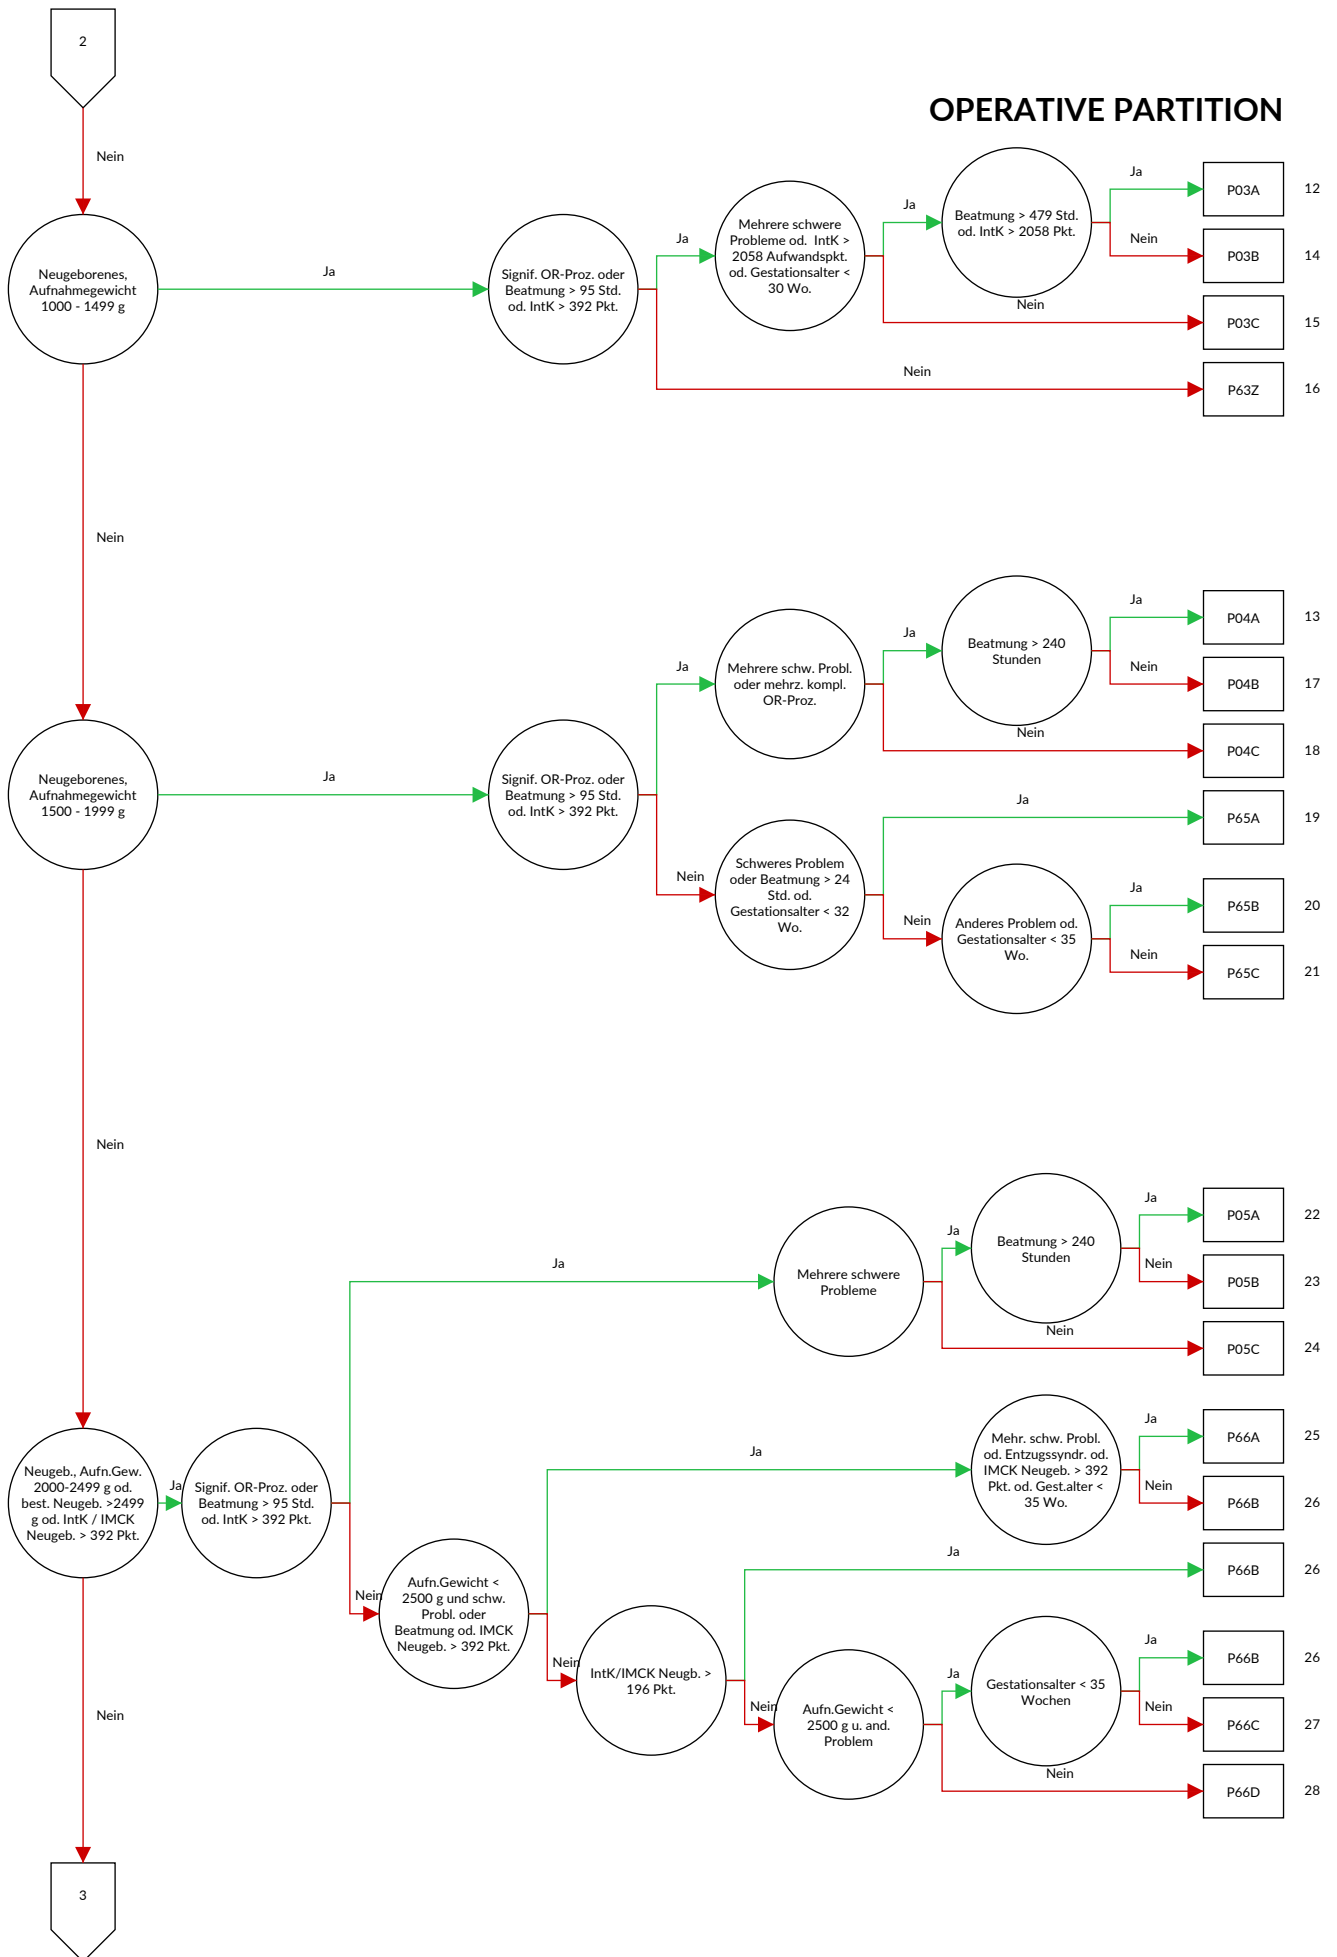 2
OPERATIVE PARTITION
Nein
Neugeborenes,
Aufnahmegewicht
1000 - 1499 g
Ja
Signif. OR-Proz. oder
Beatmung > 95 Std.
od. IntK > 392 Pkt.
Ja
Mehrere schwere
Probleme od.  IntK >
2058 Aufwandspkt.
od. Gestationsalter <
30 Wo.
Ja
Beatmung > 479 Std.
od. IntK > 2058 Pkt.
Ja
P03A 12
Nein
P03B 14
Nein
P03C 15
Nein
P63Z 16
Nein
Neugeborenes,
Aufnahmegewicht
1500 - 1999 g
Ja
Signif. OR-Proz. oder
Beatmung > 95 Std.
od. IntK > 392 Pkt.
Ja
Mehrere schw. Probl.
oder mehrz. kompl.
OR-Proz.
Ja
Beatmung > 240
Stunden
Ja
P04A 13
Nein
P04B 17
Nein
P04C 18
Nein
Schweres Problem
oder Beatmung > 24
Std. od.
Gestationsalter < 32
Wo.
Ja
P65A 19
Nein
Anderes Problem od.
Gestationsalter < 35
Wo.
Ja
P65B 20
Nein
P65C 21
Nein
Neugeb., Aufn.Gew.
2000-2499 g od.
best. Neugeb. >2499
g od. IntK / IMCK
Neugeb. > 392 Pkt.
Ja
Signif. OR-Proz. oder
Beatmung > 95 Std.
od. IntK > 392 Pkt.
Ja
Mehrere schwere
Probleme
Ja
Beatmung > 240
Stunden
Ja
P05A 22
Nein
P05B 23
Nein
P05C 24
Nein
Aufn.Gewicht <
2500 g und schw.
Probl. oder
Beatmung od. IMCK
Neugeb. > 392 Pkt.
Ja
Mehr. schw. Probl.
od. Entzugssyndr. od.
IMCK Neugeb. > 392
Pkt. od. Gest.alter <
35 Wo.
Ja
P66A 25
Nein
P66B 26
Nein
IntK/IMCK Neugb. >
196 Pkt.
Ja
P66B 26
Nein
Aufn.Gewicht <
2500 g u. and.
Problem
Ja
Gestationsalter < 35
Wochen
Ja
P66B 26
Nein
P66C 27
Nein
P66D 28
Nein
3